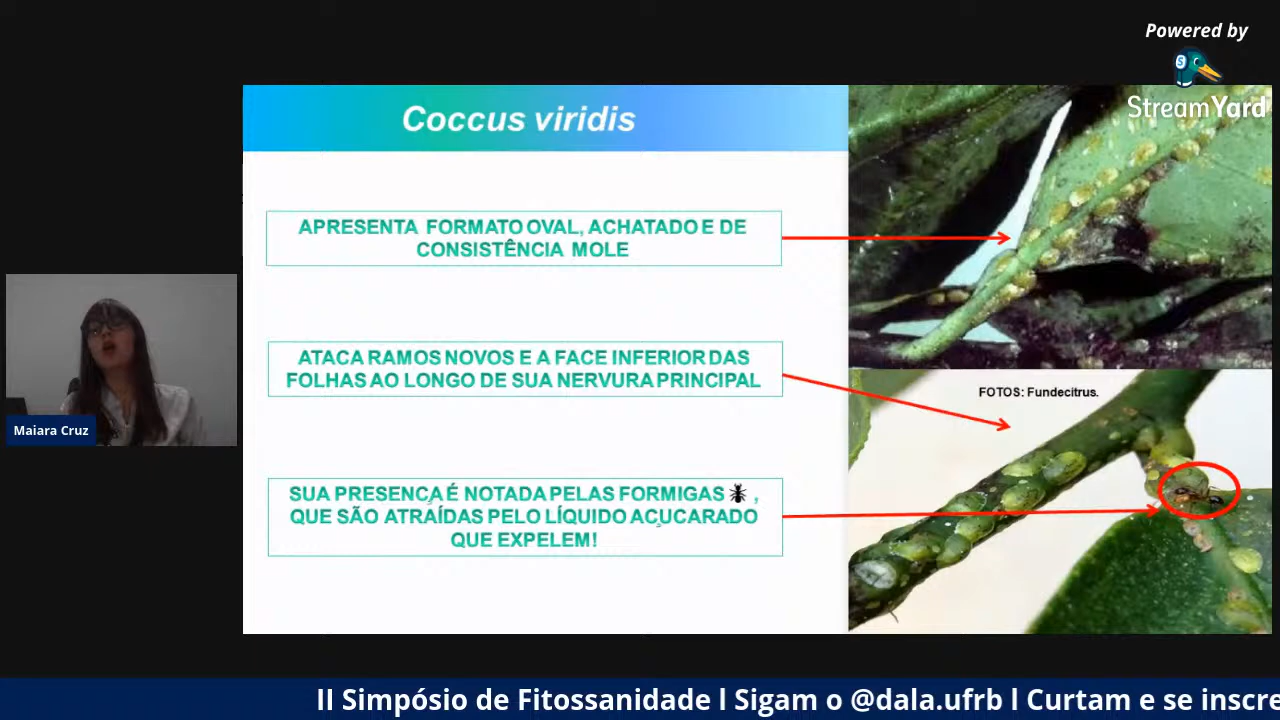 Powered by
StreamYard
Coccus viridis
APRESENTA FORMATO OVAL, ACHATADO E DE
CONSISTÊNCIA MOLE
ATACA RAMOS NOVOS E A FACE INFERIOR DAS
FOLHAS AO LONGO DE SUA NERVURA PRINCIPAL
FOTOS: Fundecitrus.
Maiara Cruz
SUA PRESENÇA É NOTADA PELAS FORMIGAS 🐜 ,
QUE SÃO ATRAÍDAS PELO LÍQUIDO AÇUCARADO
QUE EXPELEM!
II Simpósio de Fitossanidade l Sigam o @dala.ufrb l Curtam e se inscre